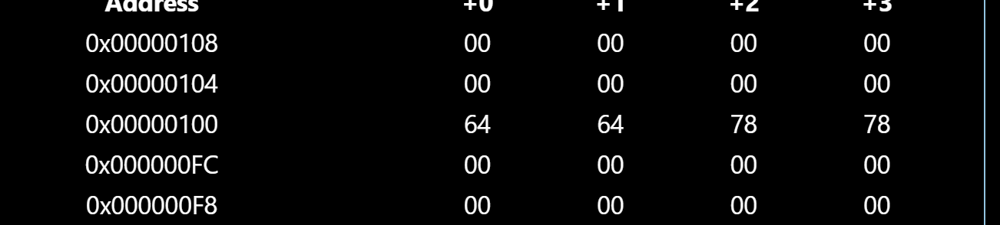 Address +0 +1 +2 +3
0x00000108 00 00 00 00
0x00000104 00 00 00 00
0x00000100 64 64 78 78
0x000000FC 00 00 00 00
0x000000F8 00 00 00 00